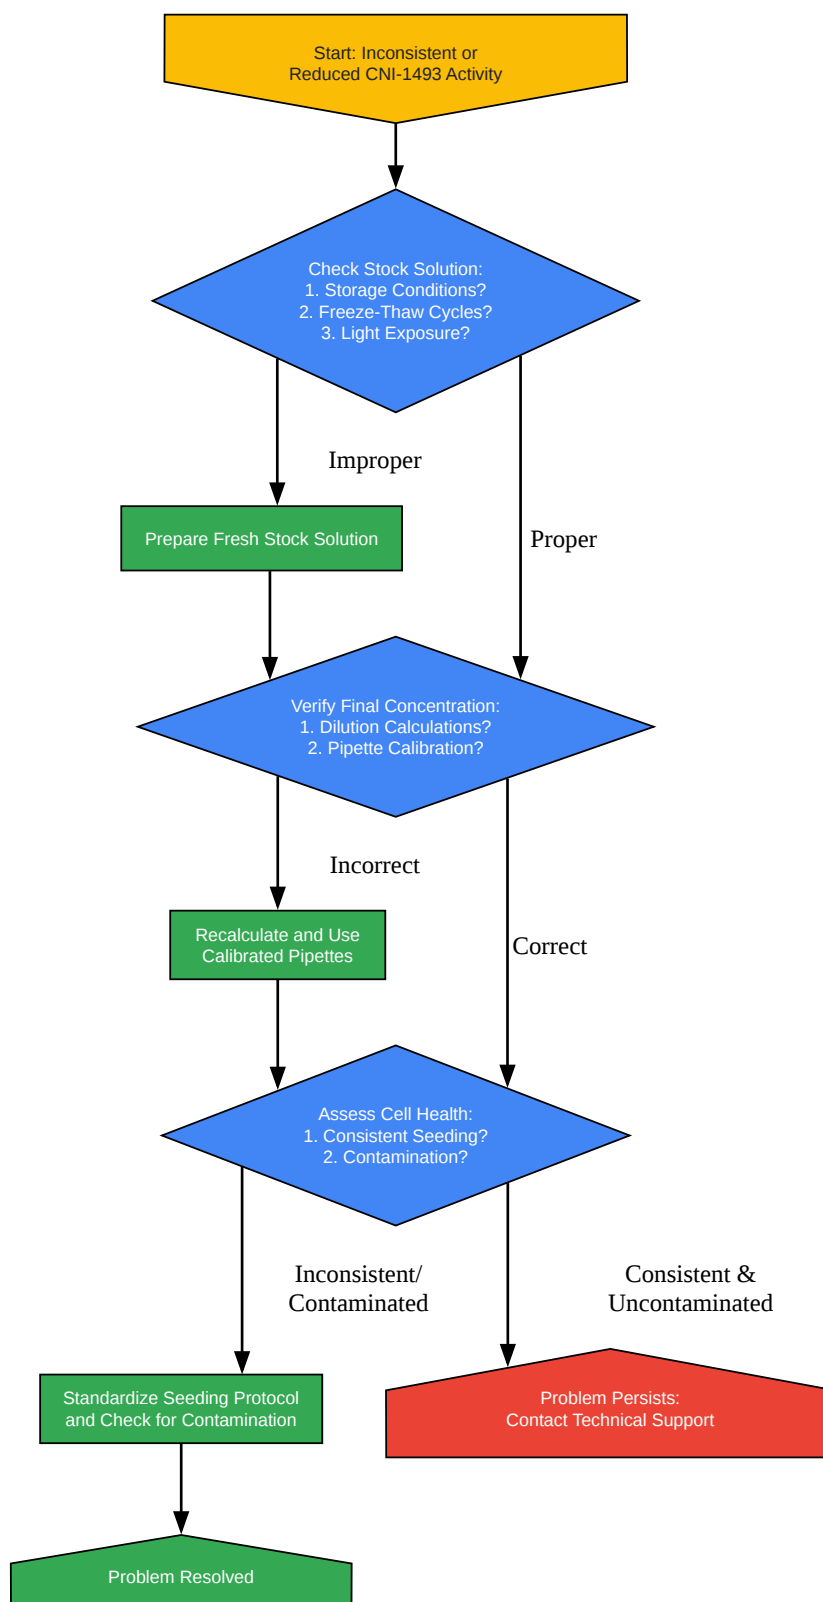 Start: Inconsistent or
Reduced CNI-1493 Activity
Check Stock Solution:
1. Storage Conditions?
2. Freeze-Thaw Cycles?
3. Light Exposure?
Improper
Prepare Fresh Stock Solution
Proper
Verify Final Concentration:
1. Dilution Calculations?
2. Pipette Calibration?
Incorrect
Recalculate and Use
Calibrated Pipettes
Correct
Assess Cell Health:
1. Consistent Seeding?
2. Contamination?
Inconsistent/
Contaminated
Consistent &
Uncontaminated
Standardize Seeding Protocol
and Check for Contamination
Problem Persists:
Contact Technical Support
Problem Resolved